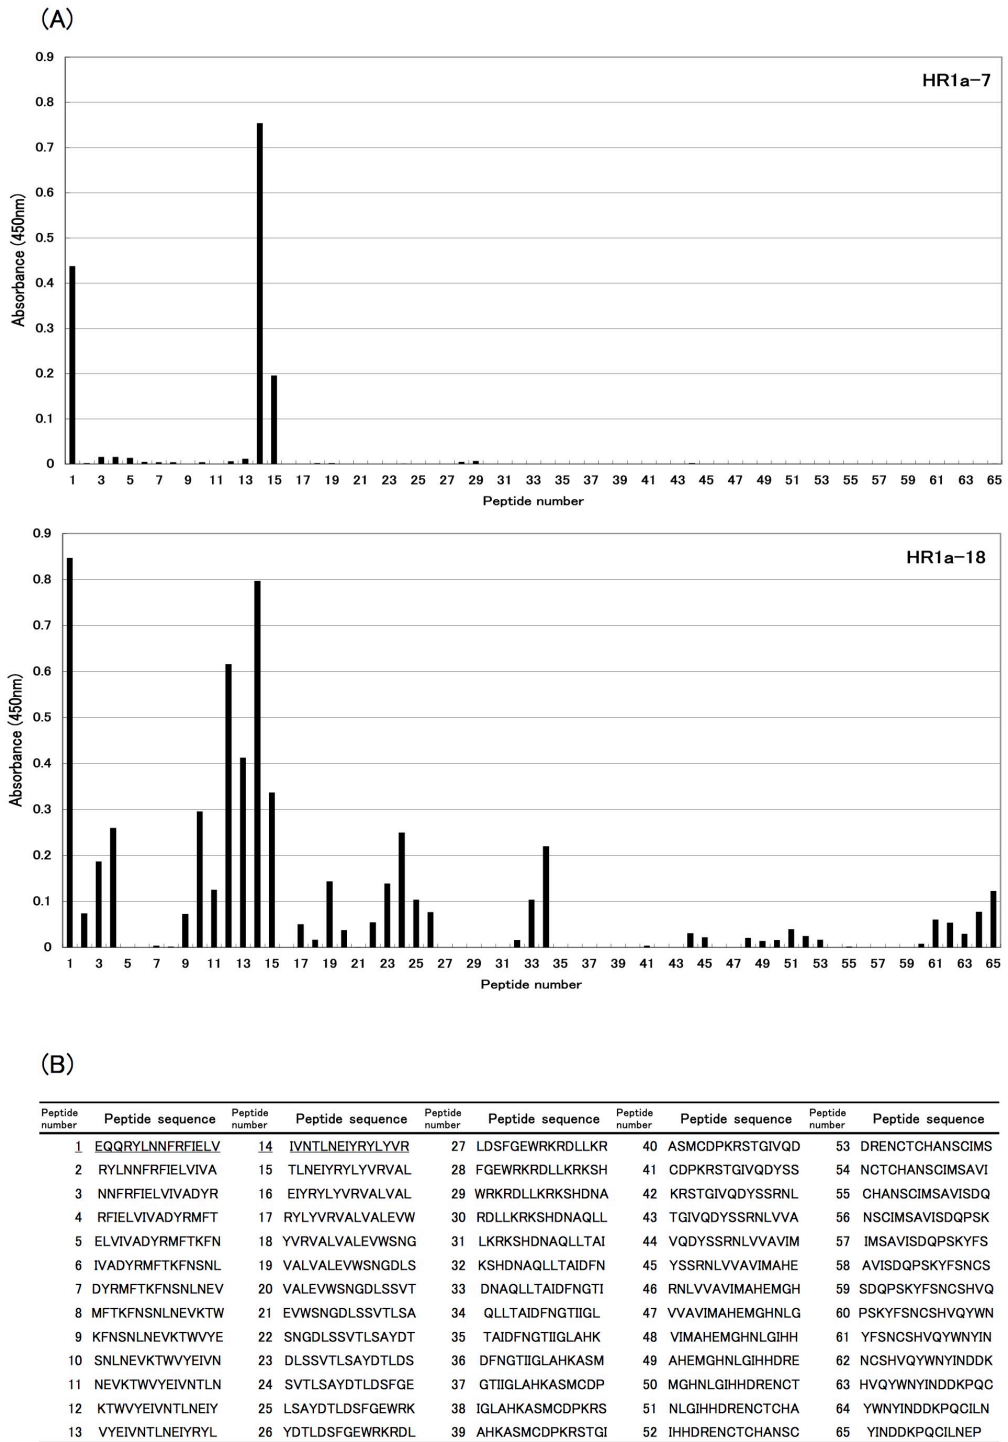 (A)
HR1a-7
0.9
0.8
0.7
0.6
0.5
0.4
0.3
0.2
0.1
0
Absorbance (450nm)
1 3 5 7 9 11 13 15 17 19 21 23 25 27 29 31 33 35 37 39 41 43 45 47 49 51 53 55 57 59 61 63 65
Peptide number
HR1a-18
0.9
0.8
0.7
0.6
0.5
0.4
0.3
0.2
0.1
0
Absorbance (450nm)
1 3 5 7 9 11 13 15 17 19 21 23 25 27 29 31 33 35 37 39 41 43 45 47 49 51 53 55 57 59 61 63 65
Peptide number
(B)
Peptide number Peptide sequence Peptide number Peptide sequence Peptide number Peptide sequence Peptide number Peptide sequence Peptide number Peptide sequence
1 EQQRYLNNFRFIELV 14 IVNTLNEIYRYLYVR 27 LDSFGEWRKRDLLKR 40 ASMCDPKRSTGIVQD 53 DRENCTCHANSCIMS
2 RYLNNFRFIELVIVA 15 TLNEIYRYLYVRVAL 28 FGEWRKRDLLKRKSH 41 CDPKRSTGIVQDYSS 54 NCTCHANSCIMSAVI
3 NNFRFIELVIVADYR 16 EIYRYLYVRVALVAL 29 WRKRDLLKRKSHDNA 42 KRSTGIVQDYSSRNL 55 CHANSCIMSAVISDQ
4 RFIELVIVADYRMFT 17 RYLYVRVALVALEVW 30 RDLLKRKSHDNAQLL 43 TGIVQDYSSRNLVVA 56 NSCIMSAVISDQPSK
5 ELVIVADYRMFTKFN 18 YVRVALVALEVWSNG 31 LKRKSHDNAQLLTAI 44 VQDYSSRNLVVAVIM 57 IMSAVISDQPSKYFS
6 IVADYRMFTKFNSNL 19 VALVALEVWSNGDLS 32 KSHDNAQLLTAIDFN 45 YSSRNLVVAVIMAHE 58 AVISDQPSKYFSNCS
7 DYRMFTKFNSNLNEV 20 VALEVWSNGDLSSVT 33 DNAQLLTAIDFNGTI 46 RNLVVAVIMAHEMGH 59 SDQPSKYFSNCSHVQ
8 MFTKFNSNLNEVKTW 21 EVWSNGDLSSVTLSA 34 QLLTAIDFNGTIIGL 47 VVAVIMAHEMGHNLG 60 PSKYFSNCSHVQYWN
9 KFNSNLNEVKTWVYE 22 SNGDLSSVTLSAYDT 35 TAIDFNGTIIGLAHK 48 VIMAHEMGHNLGIHH 61 YFSNCSHVQYWNYIN
10 SNLNEVKTWVYEIVN 23 DLSSVTLSAYDTLDS 36 DFNGTIIGLAHKASM 49 AHEMGHNLGIHHDRE 62 NCSHVQYWNYINDDK
11 NEVKTWVYEIVNTLN 24 SVTLSAYDTLDSFGE 37 GTIIGLAHKASMCDP 50 MGHNLGIHHDRENCT 63 HVQYWNYINDDKPQC
12 KTWVYEIVNTLNEIY 25 LSAYDTLDSFGEWRK 38 IGLAHKASMCDPKRS 51 NLGIHHDRENCTCHA 64 YWNYINDDKPQCILN
13 VYEIVNTLNEIYRYL 26 YDTLDSFGEWRKRDL 39 AHKASMCDPKRSTGI 52 IHHDRENCTCHANSC 65 YINDDKPQCILNEP